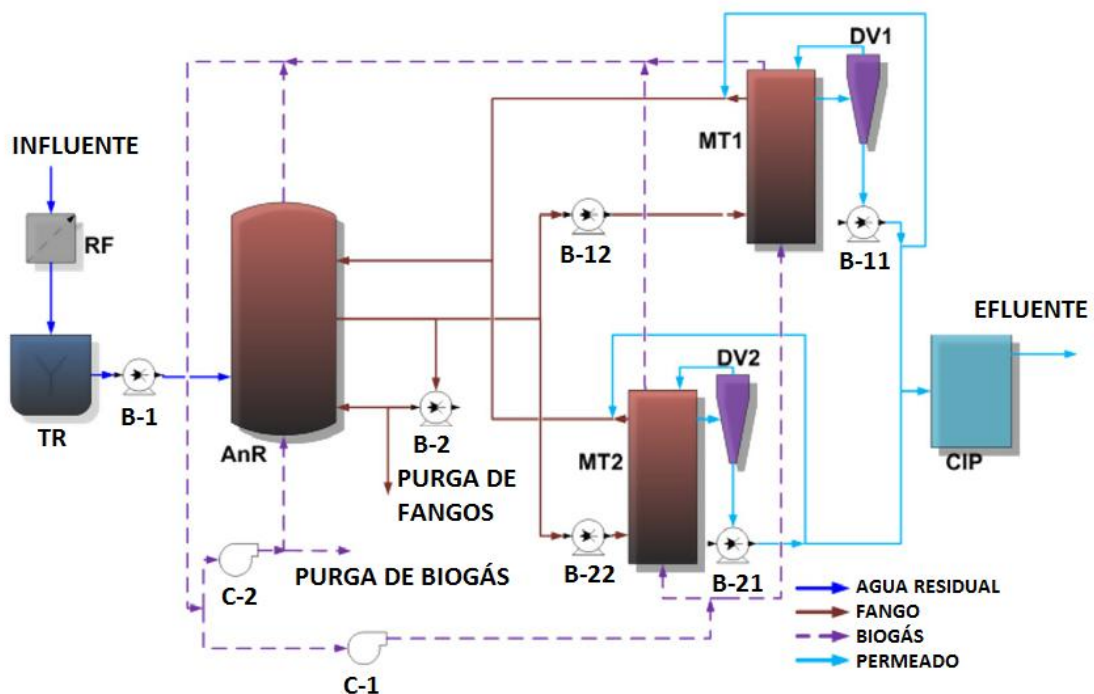 DV1
INFLUENTE
MT1
RF
B-12
B-11
EFLUENTE
DV2
B-1
TR
AnR
B-2
MT2
CIP
PURGA DE
FANGOS
PURGA DE BIOGÁS
C-2
B-22
B-21
C-1
AGUA RESIDUAL
FANGO
BIOGÁS
PERMEADO